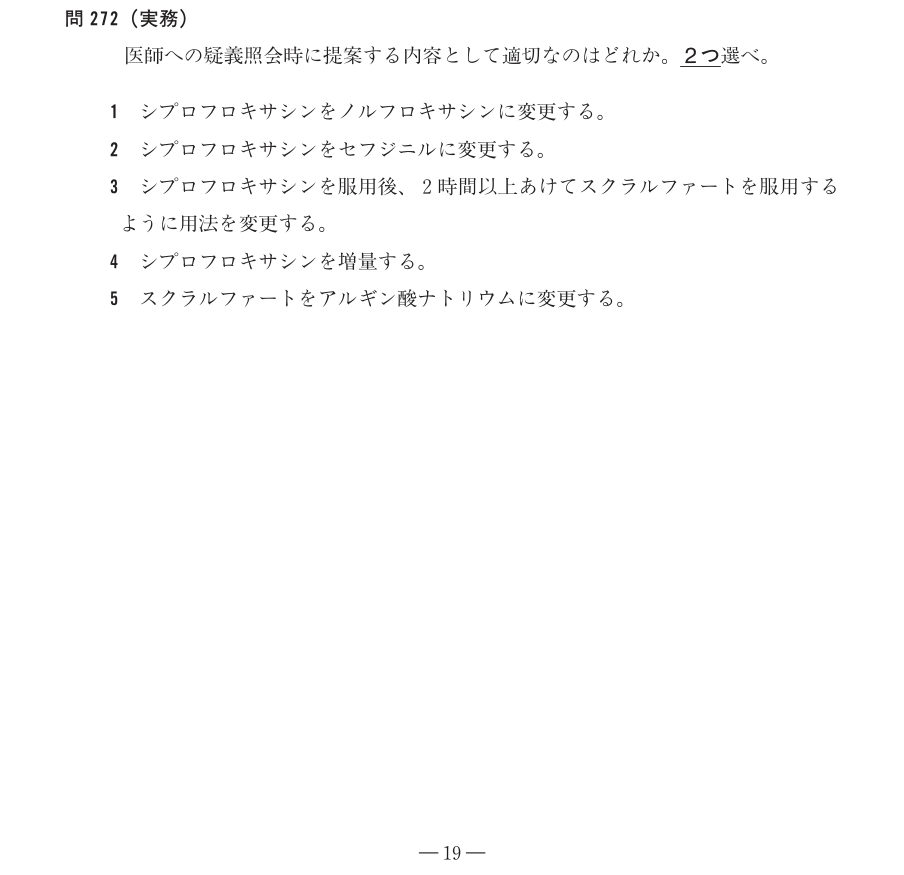 問 272（実務）
医師への疑義照会時に提案する内容として適切なのはどれか。２つ選べ。
1 シプロフロキサシンをノルフロキサシンに変更する。
2 シプロフロキサシンをセフジニルに変更する。
3 シプロフロキサシンを服用後、２時間以上あけてスクラルファートを服用する
ように用法を変更する。
4 シプロフロキサシンを増量する。
5 スクラルファートをアルギン酸ナトリウムに変更する。
— 19 —